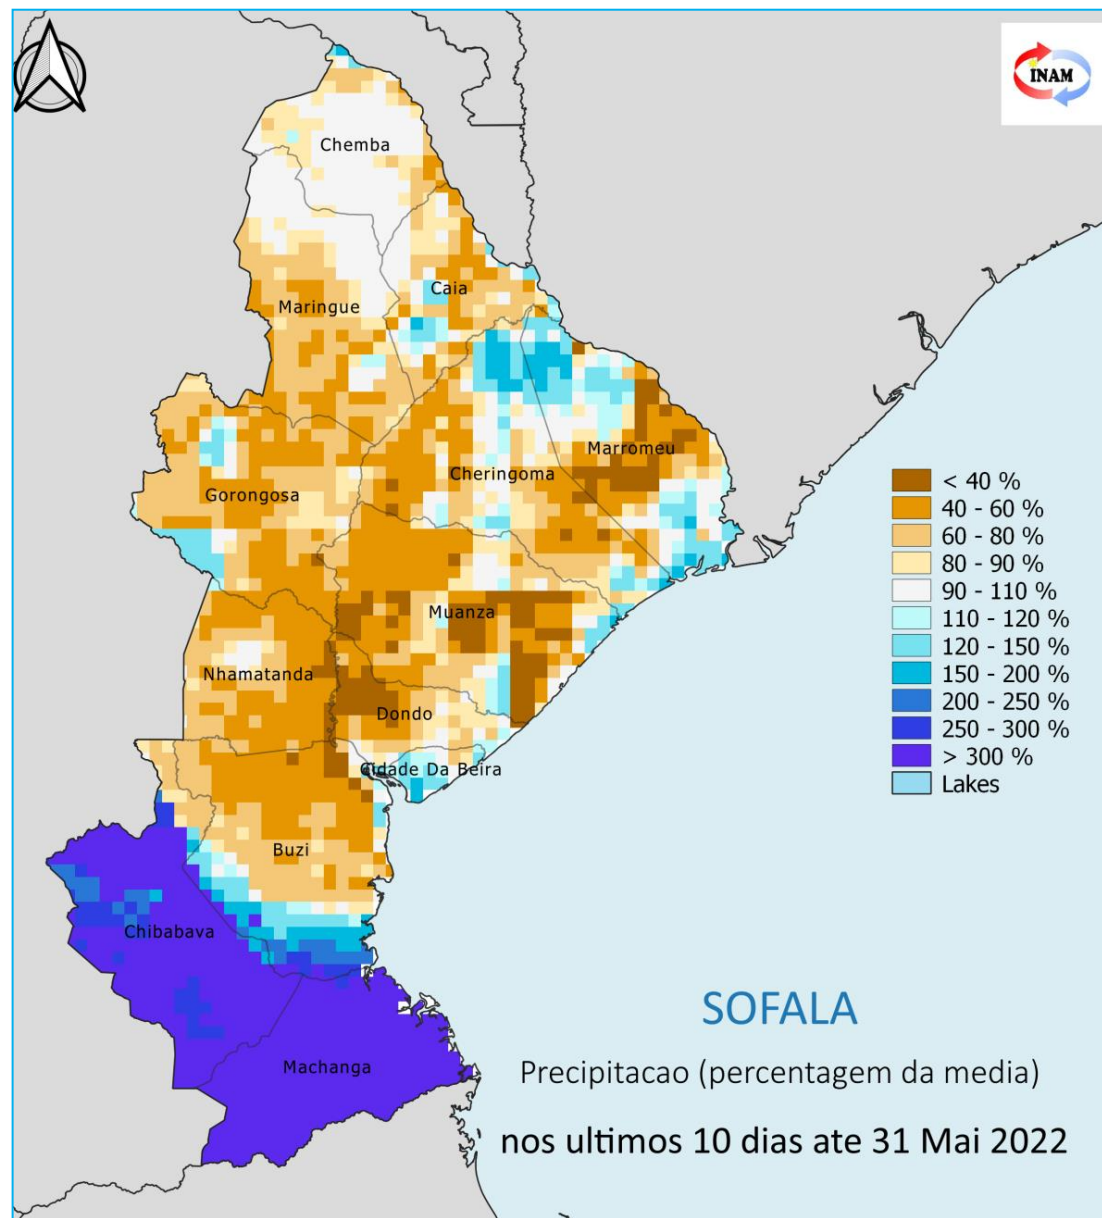 INAM
Chemba
Caia
Maringue
Marromeu
Cheringoma
Gorongosa
Muanza
Nhamatanda
Dondo
Cidade Da Beira
Buzi
Chibabava
Machanga
< 40 %
40 - 60 %
60 - 80 %
80 - 90 %
90 - 110 %
110 - 120 %
120 - 150 %
150 - 200 %
200 - 250 %
250 - 300 %
> 300 %
Lakes
SOFALA
Precipitacao (percentagem da media)
nos ultimos 10 dias ate 31 Mai 2022